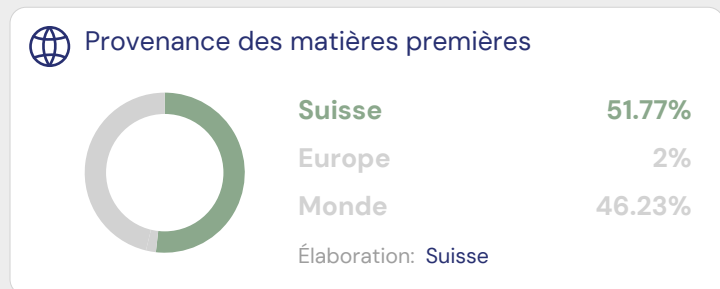 Provenance des matières premières
Suisse 51.77%
Europe 2%
Monde 46.23%
Élaboration: Suisse